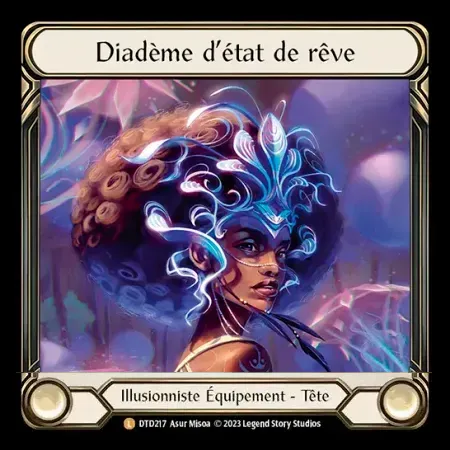 Diadème d'état de rêve
Illusionniste Équipement - Tête
L DTD217 Asur Misoa © 2023 Legend Story Studios